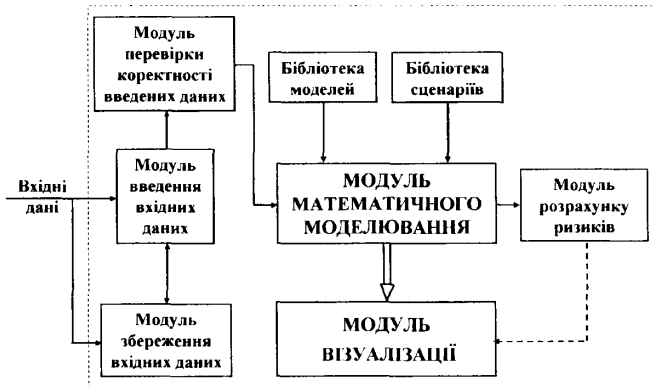 Модуль
перевірки
коректності
введених даних
Бібліотека
моделей
Бібліотека
сценаріїв
Вхідні
дані
Модуль
введення
вхідних
даних
МОДУЛЬ
МАТЕМАТИЧНОГО
МОДЕЛЮВАННЯ
Модуль
розрахунку
ризиків
Модуль
збереження
вхідних даних
МОДУЛЬ
ВІЗУАЛІЗАЦІЇ